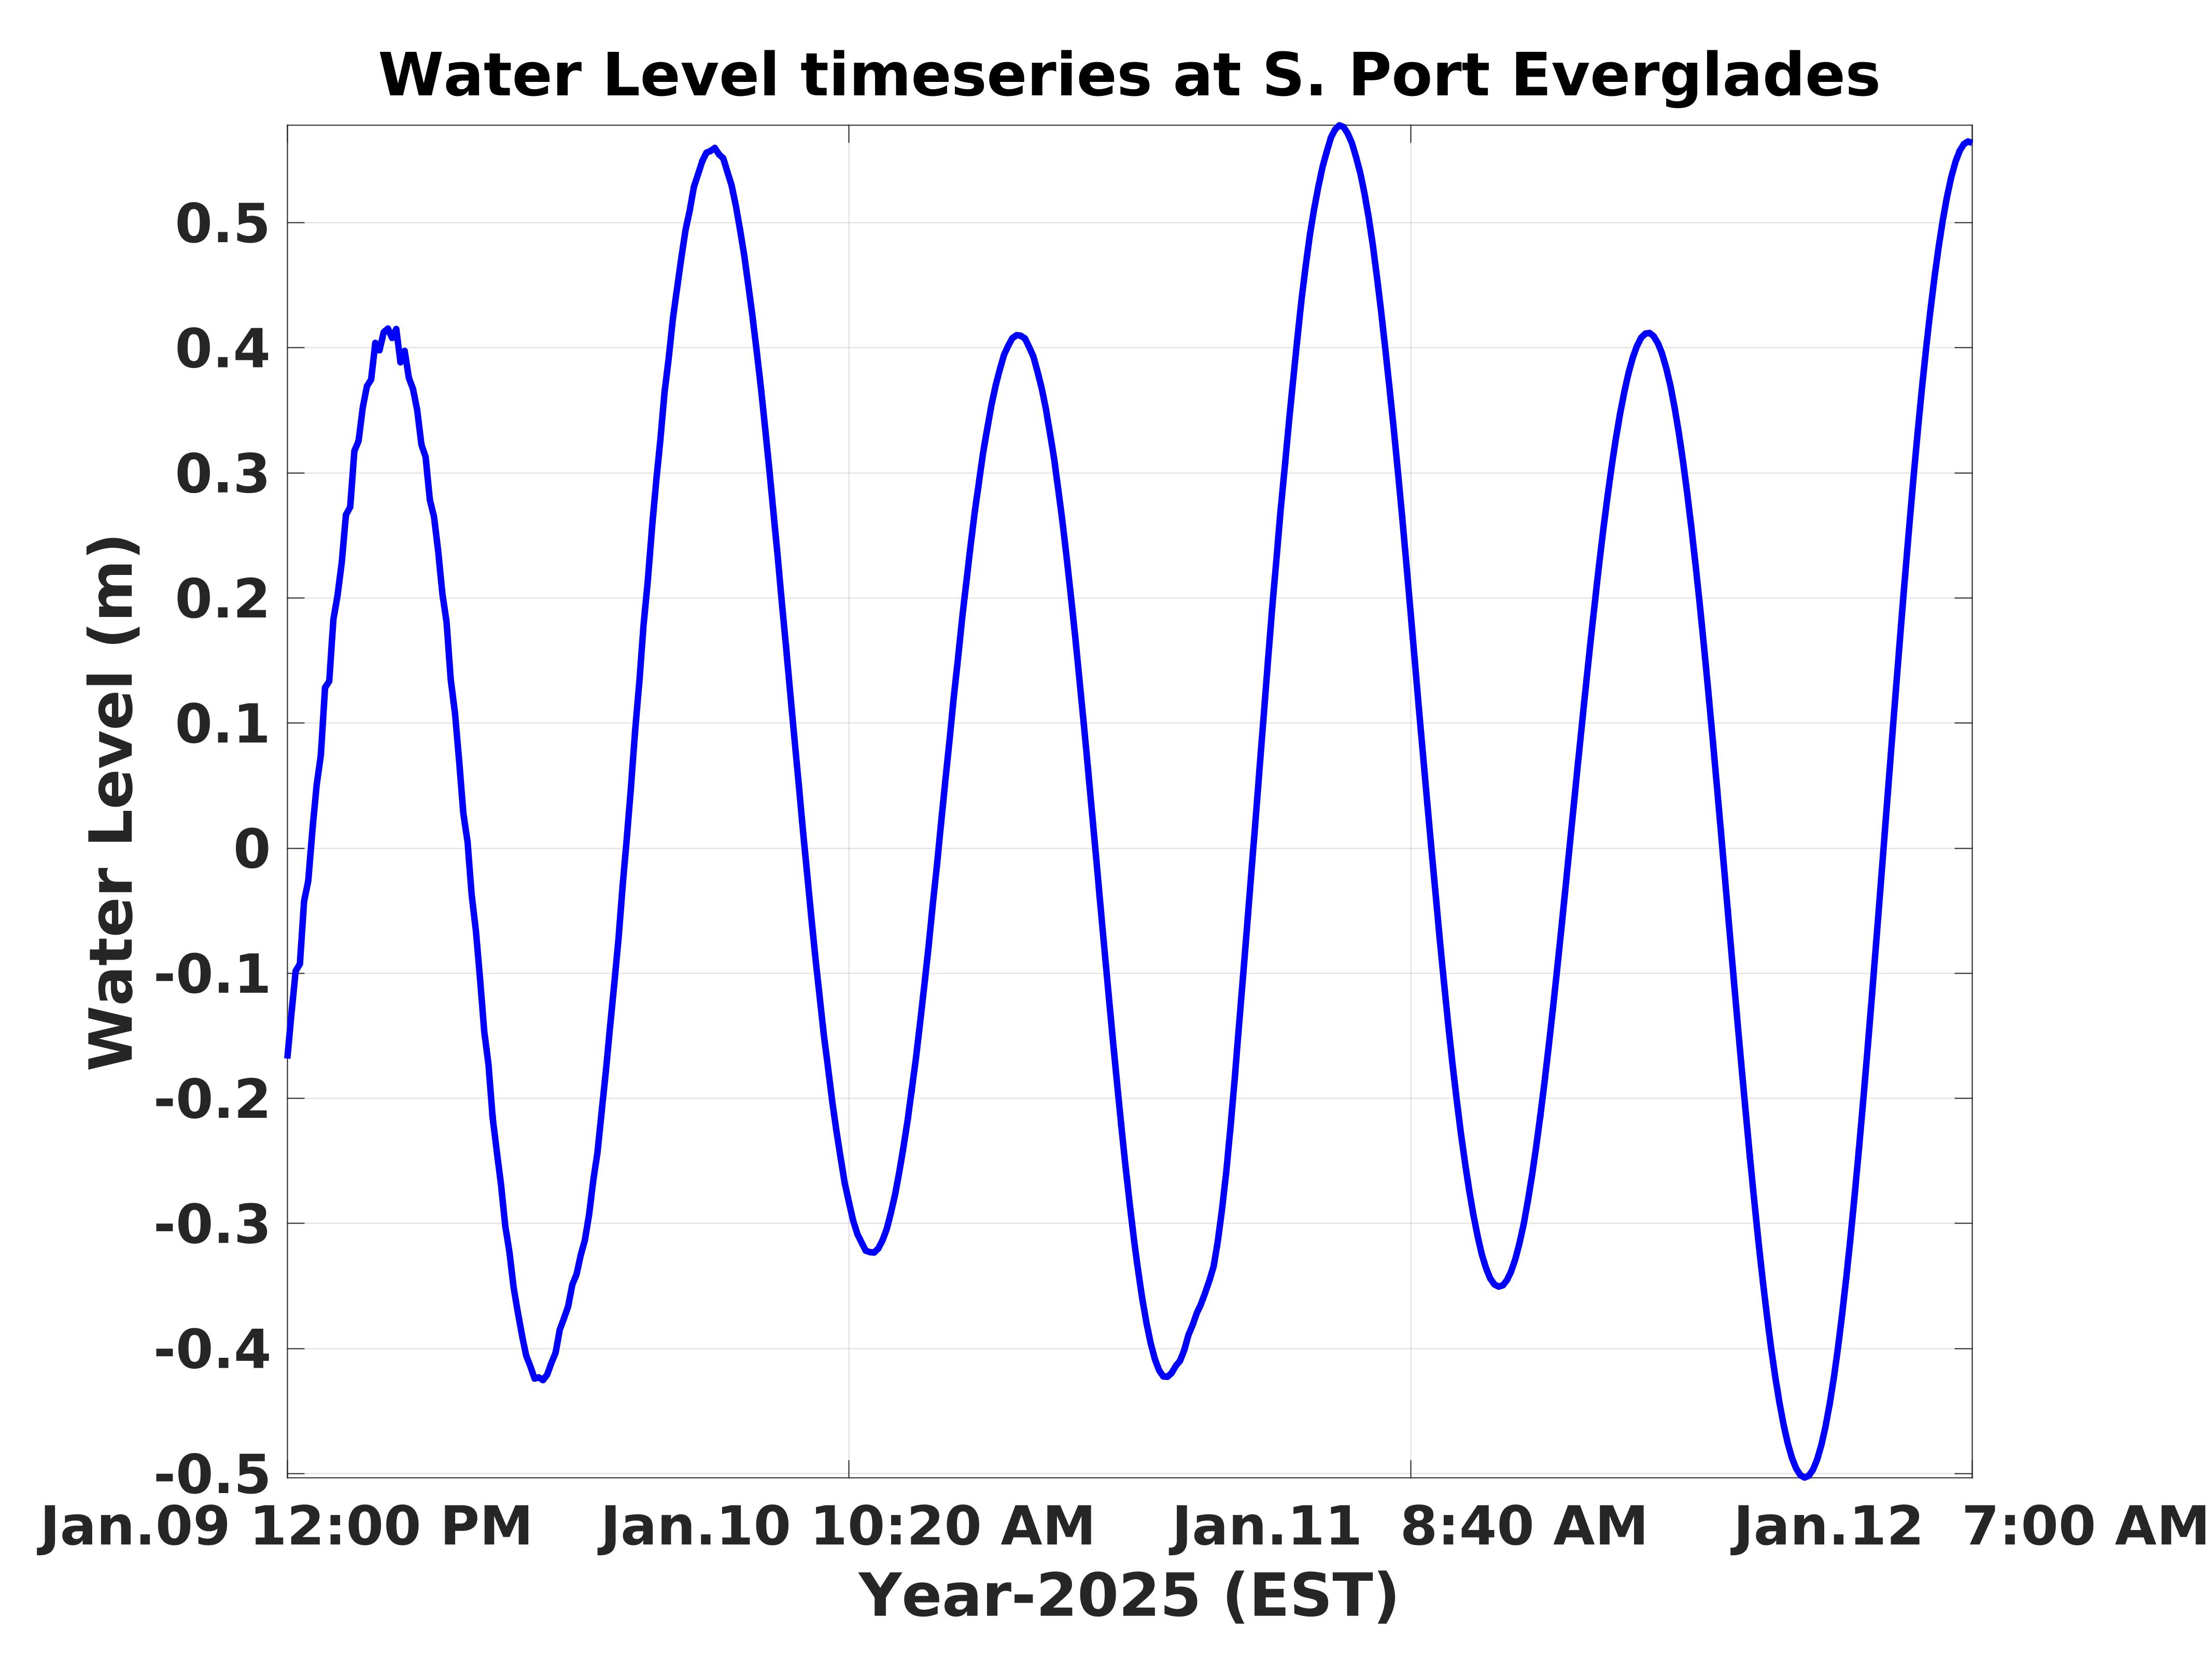 Water Level timeseries at S. Port Everglades
0.5
0.4
0.3
0.2
0.1
0
-0.1
-0.2
-0.3
-0.4
-0.5
Water Level (m)
Jan.09 12:00 PM Jan.10 10:20 AM Jan.11 8:40 AM Jan.12 7:00 AM
Year-2025 (EST)